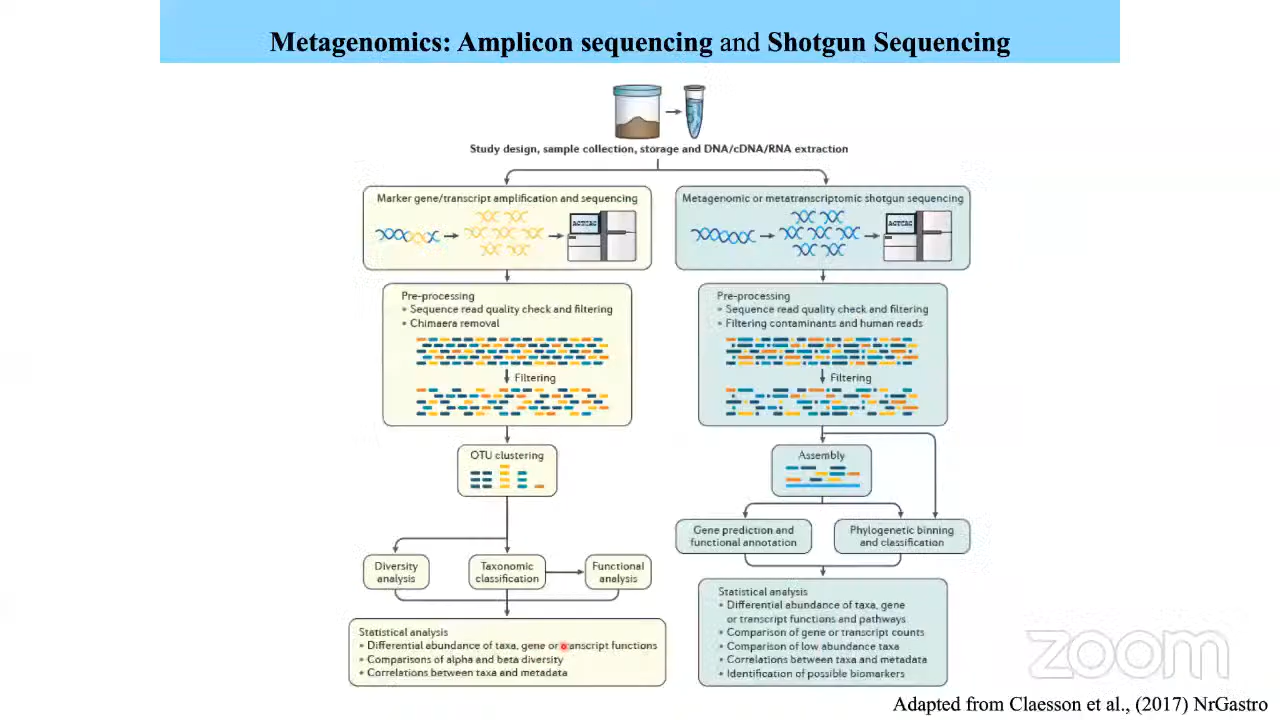 Metagenomics: Amplicon sequencing and Shotgun Sequencing
Study design, sample collection, storage and DNA/cDNA/RNA extraction
Marker gene/transcript amplification and sequencing
ACTCAC
Pre-processing
• Sequence read quality check and filtering
• Chimaera removal
Filtering
OTU clustering
Diversity
analysis
Taxonomic
classification
Functional
analysis
Statistical analysis
• Differential abundance of taxa, gene or transcript functions
• Comparisons of alpha and beta diversity
• Correlations between taxa and metadata
Metagenomic or metatranscriptomic shotgun sequencing
ACTCAC
Pre-processing
• Sequence read quality check and filtering
• Filtering contaminants and human reads
Filtering
Assembly
Gene prediction and
functional annotation
Phylogenetic binning
and classification
Statistical analysis
• Differential abundance of taxa, gene
or transcript functions and pathways
• Comparison of gene or transcript counts
• Comparison of low abundance taxa
• Correlations between taxa and metadata
• Identification of possible biomarkers
zoom
Adapted from Claesson et al., (2017) NrGastro